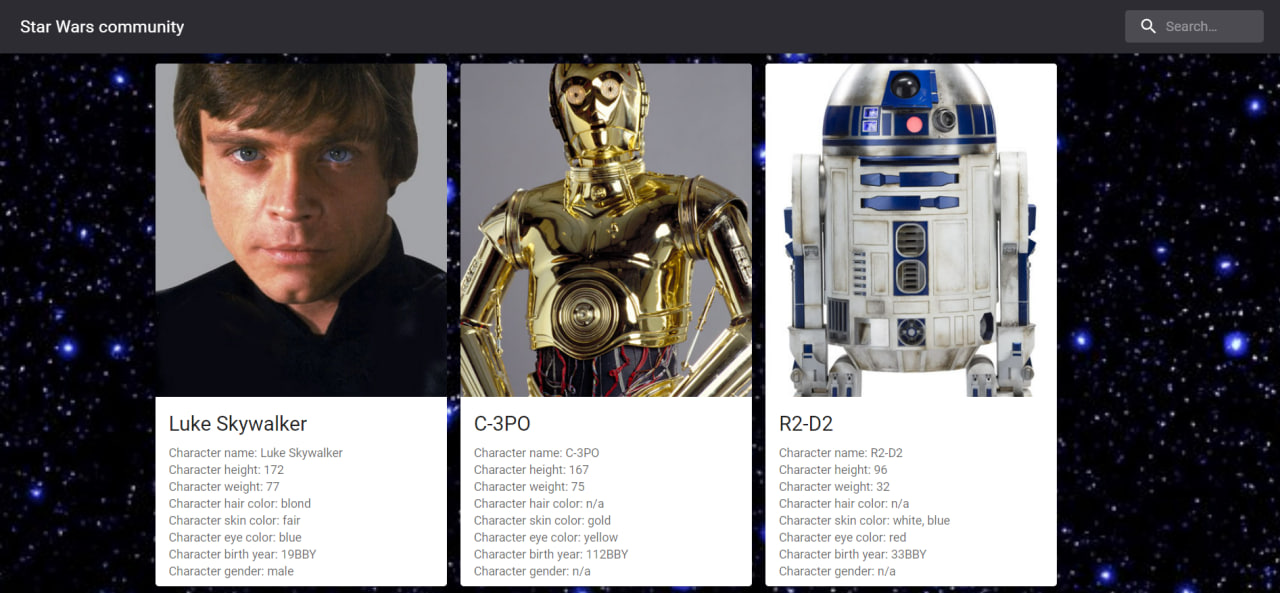 Star Wars community
Search...
Luke Skywalker
Character name: Luke Skywalker
Character height: 172
Character weight: 77
Character hair color: blond
Character skin color: fair
Character eye color: blue
Character birth year: 19BBY
Character gender: male
C-3PO
Character name: C-3PO
Character height: 167
Character weight: 75
Character hair color: n/a
Character skin color: gold
Character eye color: yellow
Character birth year: 112BBY
Character gender: n/a
R2-D2
Character name: R2-D2
Character height: 96
Character weight: 32
Character hair color: n/a
Character skin color: white, blue
Character eye color: red
Character birth year: 33BBY
Character gender: n/a